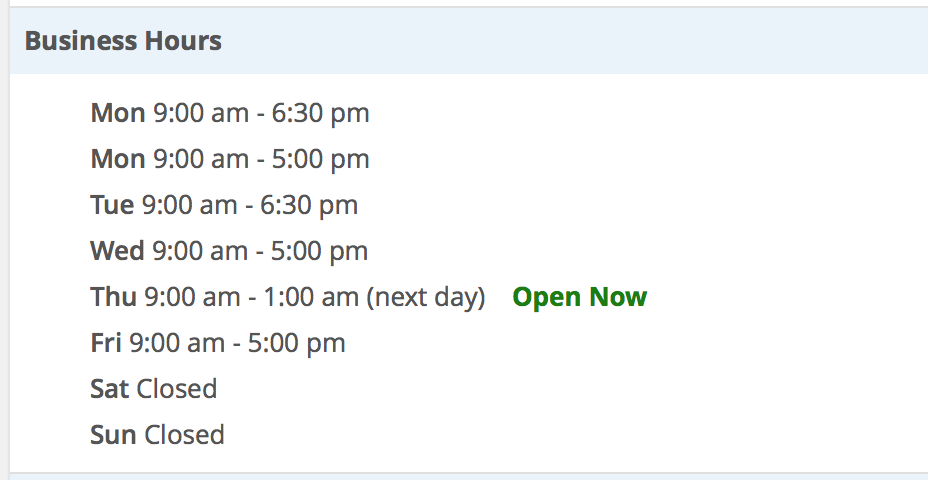 Business Hours
Mon 9:00 am - 6:30 pm
Mon 9:00 am - 5:00 pm
Tue 9:00 am - 6:30 pm
Wed 9:00 am - 5:00 pm
Thu 9:00 am - 1:00 am (next day) Open Now
Fri 9:00 am - 5:00 pm
Sat Closed
Sun Closed